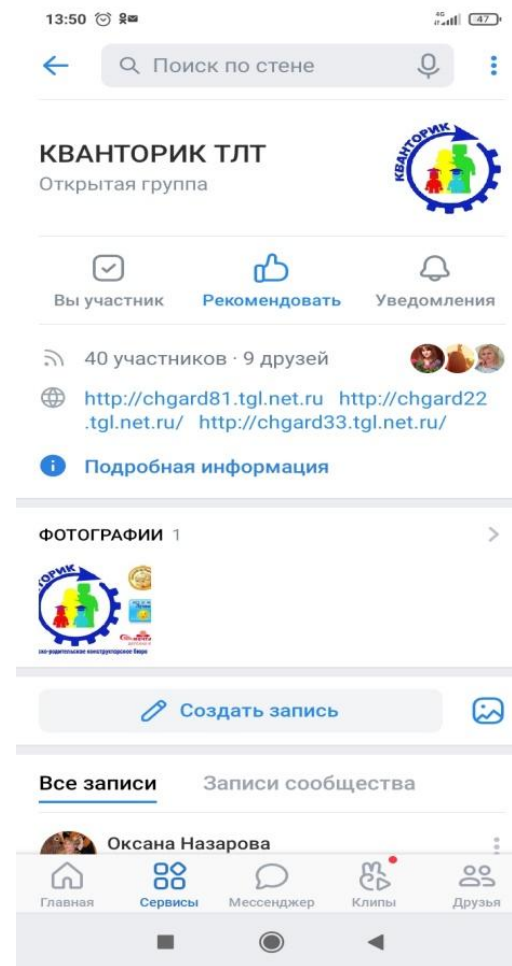 13:50
4G
47
Поиск по стене
КВАНТОРИК ТЛТ
Открытая группа
КВАНТОРИК
Вы участник
Рекомендовать
Уведомления
40 участников · 9 друзей
http://chgard81.tgl.net.ru http://chgard22
.tgl.net.ru/ http://chgard33.tgl.net.ru/
Подробная информация
ФОТОГРАФИИ 1
Создать запись
Все записи
Записи сообщества
Оксана Назарова
Главная
Сервисы
Мессенджер
Клипы
Друзья